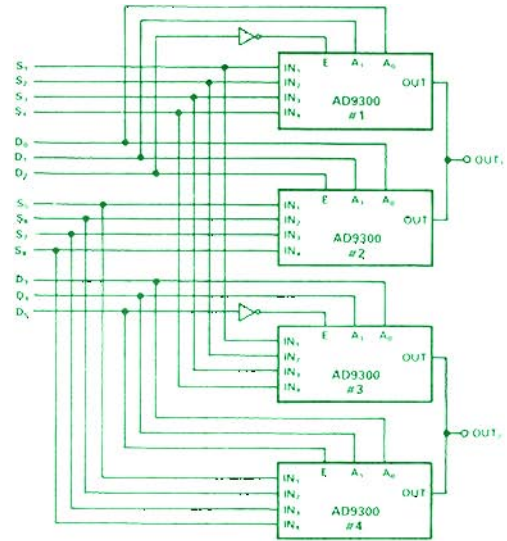 E A₁ A₀
S₁ IN₁ OUT
S₂ IN₂ AD9300
S₃ IN₃ #1
S₄ IN₄
D₀
D₁ OUT₁
D₂ E A₁ A₀
S₅ IN₁ OUT
S₆ IN₂ AD9300
S₇ IN₃ #2
S₈ IN₄
D₃
D₄
D₅
E A₁ A₀
IN₁ OUT
IN₂ AD9300
IN₃ #3
IN₄
OUT₂
E A₁ A₀
IN₁ OUT
IN₂ AD9300
IN₃ #4
IN₄